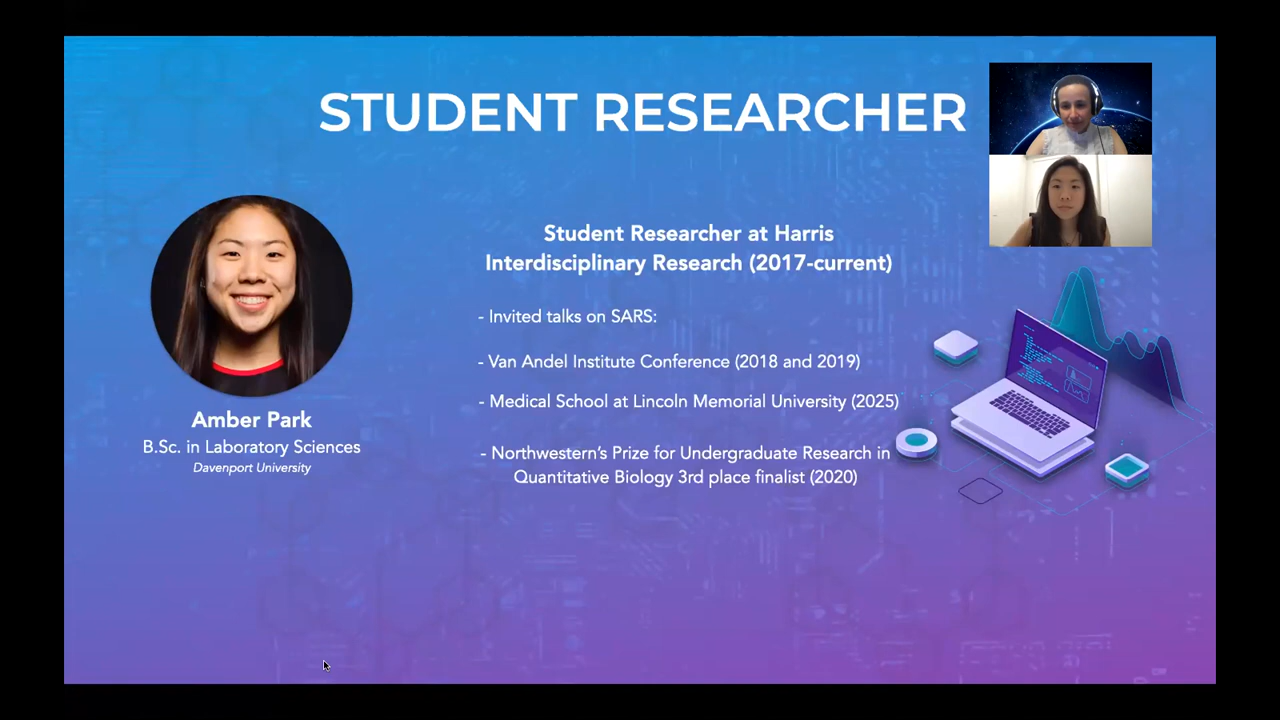 STUDENT RESEARCHER
Amber Park
B.Sc. in Laboratory Sciences
Davenport University
Student Researcher at Harris
Interdisciplinary Research (2017-current)
- Invited talks on SARS:
- Van Andel Institute Conference (2018 and 2019)
- Medical School at Lincoln Memorial University (2025)
- Northwestern’s Prize for Undergraduate Research in
Quantitative Biology 3rd place finalist (2020)